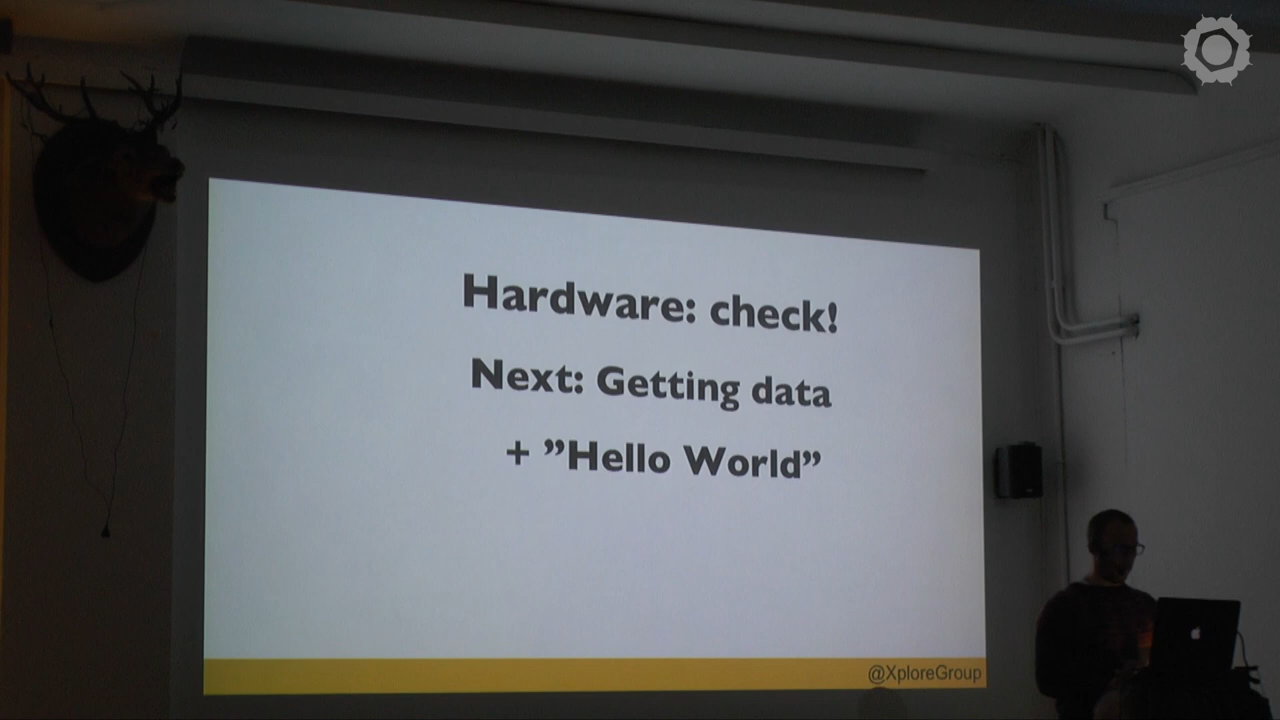 Hardware: check!
Next: Getting data
+ ”Hello World”
@XploreGroup